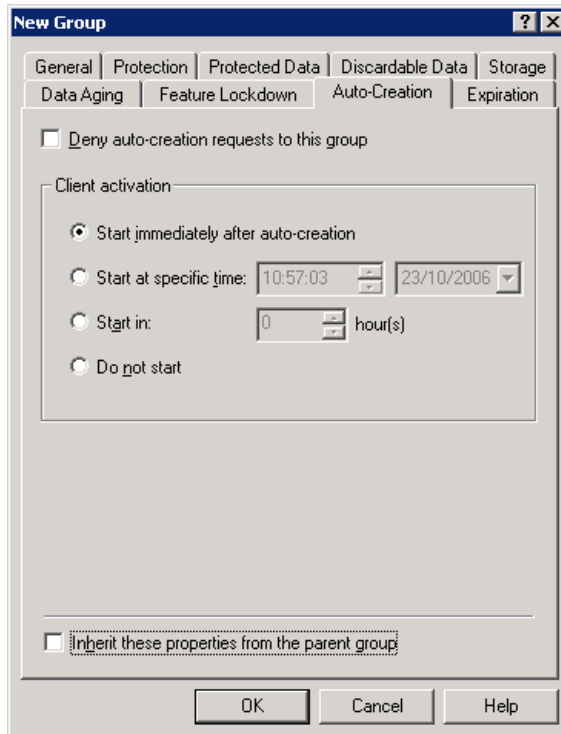 New Group
General Protection Protected Data Discardable Data Storage
Data Aging Feature Lockdown Auto-Creation Expiration
Deny auto-creation requests to this group
Client activation
Start immediately after auto-creation
Start at specific time: 10:57:03 23/10/2006
Start in: 0 hour(s)
Do not start
Inherit these properties from the parent group
OK Cancel Help